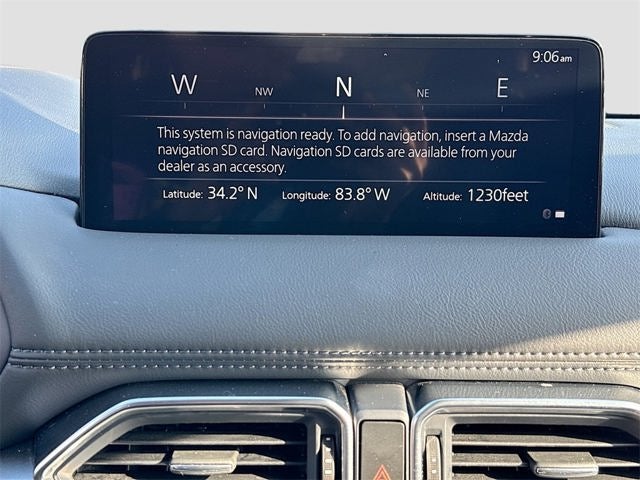 9:06am
W NW N NE E
This system is navigation ready. To add navigation, insert a Mazda
navigation SD card. Navigation SD cards are available from your
dealer as an accessory.
Latitude: 34.2° N Longitude: 83.8° W Altitude: 1230feet